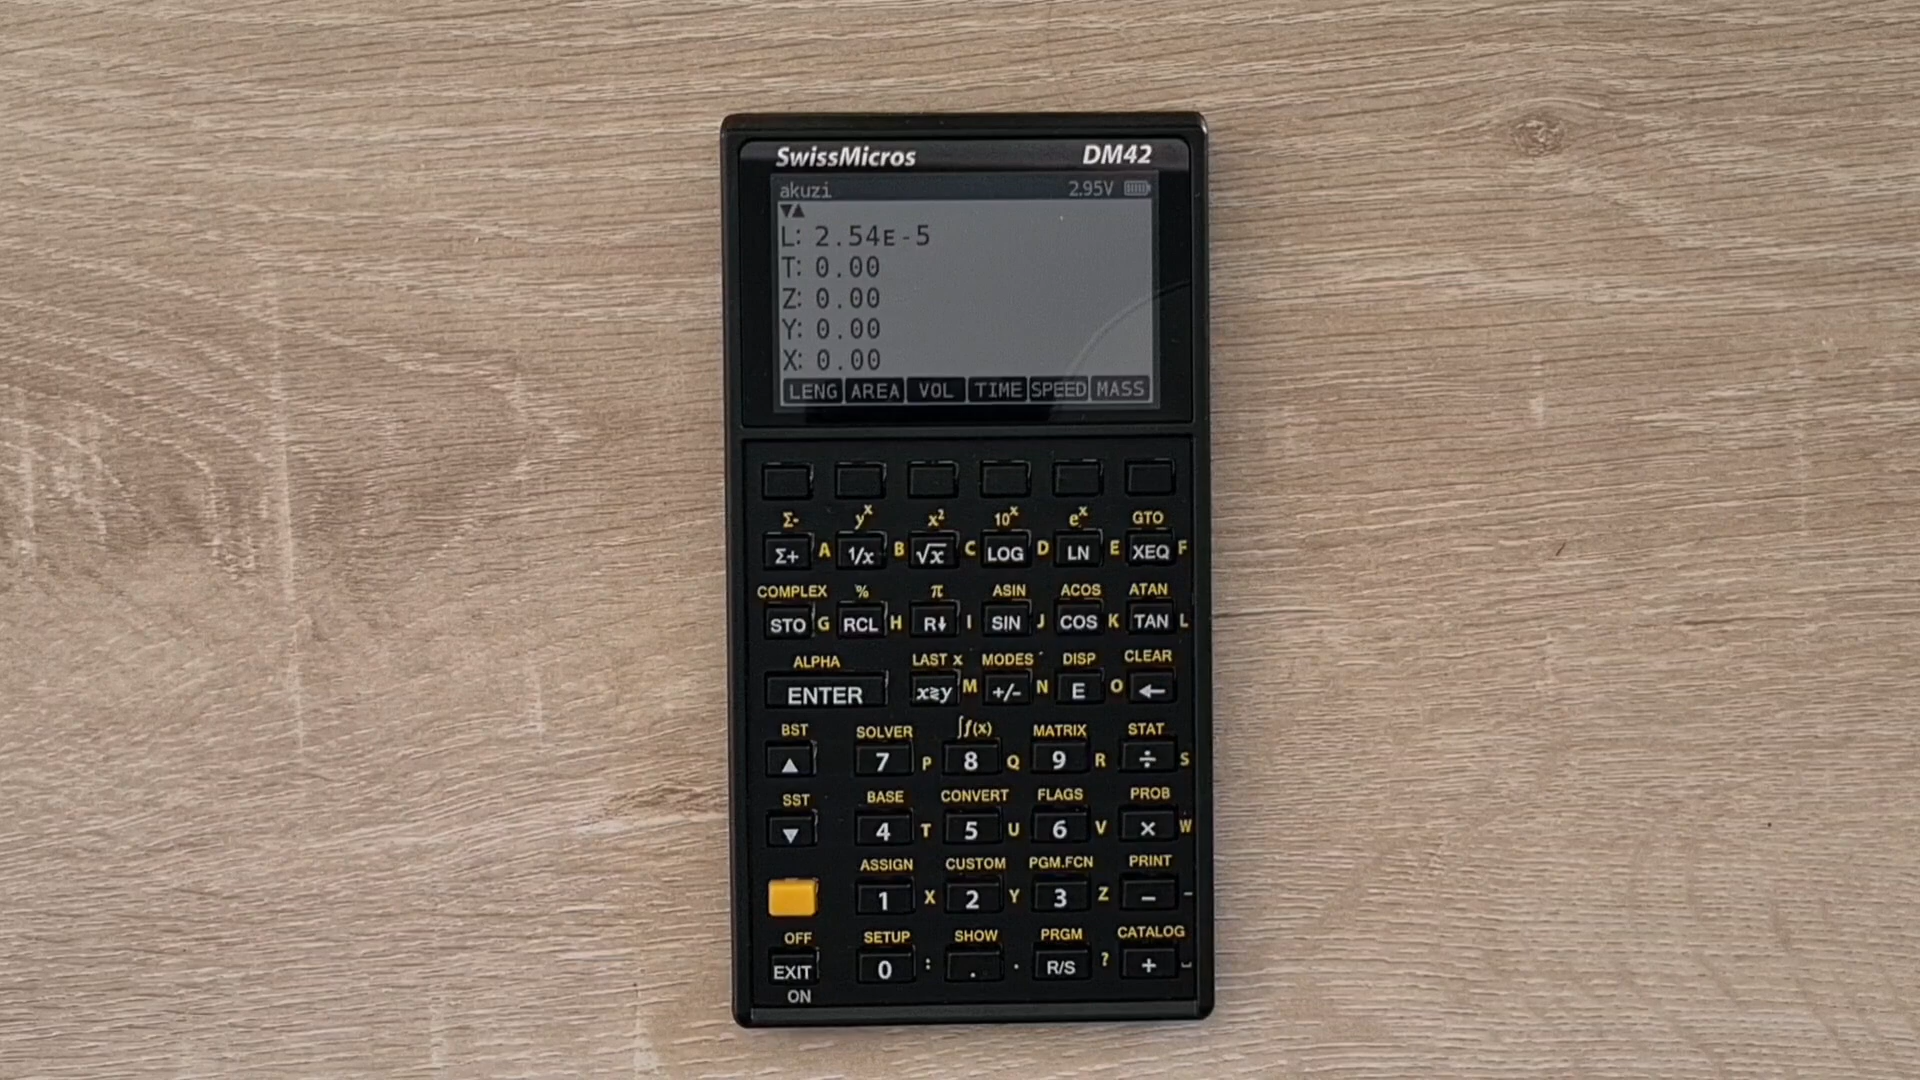 SwissMicros DM42
akuzi 2.95V
▼▲
L: 2.54E-5
T: 0.00
Z: 0.00
Y: 0.00
X: 0.00
LENG AREA VOL TIME SPEED MASS
Σ- yˣ x² 10ˣ eˣ GTO
Σ+ A 1/x B √x C LOG D LN E XEQ F
COMPLEX % π ASIN ACOS ATAN
STO G RCL H R↓ I SIN J COS K TAN L
ALPHA LAST x MODES DISP CLEAR
ENTER x≷y M +/- N E O ←
BST SOLVER ∫f(x) MATRIX STAT
▲ 7 P 8 Q 9 R ÷ S
SST BASE CONVERT FLAGS PROB
▼ 4 T 5 U 6 V × W
ASSIGN CUSTOM PGM.FCN PRINT
1 X 2 Y 3 Z − -
OFF SETUP SHOW PRGM CATALOG
EXIT 0 : . . R/S ? + ␣
ON